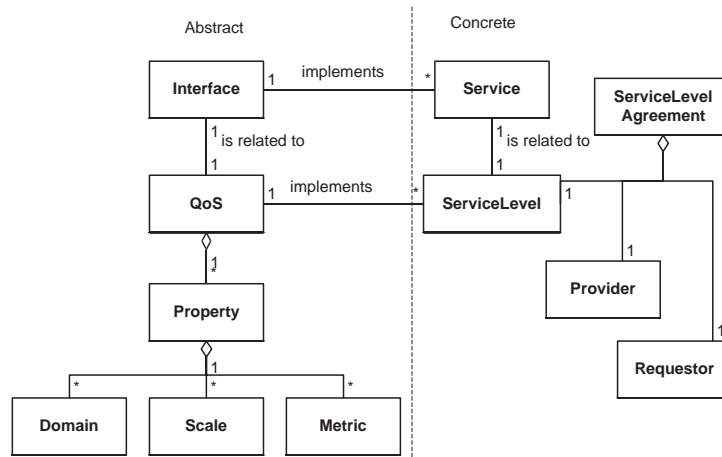 Abstract
Concrete
1
implements
*
Interface
Service
ServiceLevel
Agreement
1
is related to
1
1
is related to
1
QoS
1
implements
*
ServiceLevel
1
1
*
1
Provider
Property
1
1
Requestor
*
*
*
Domain
Scale
Metric